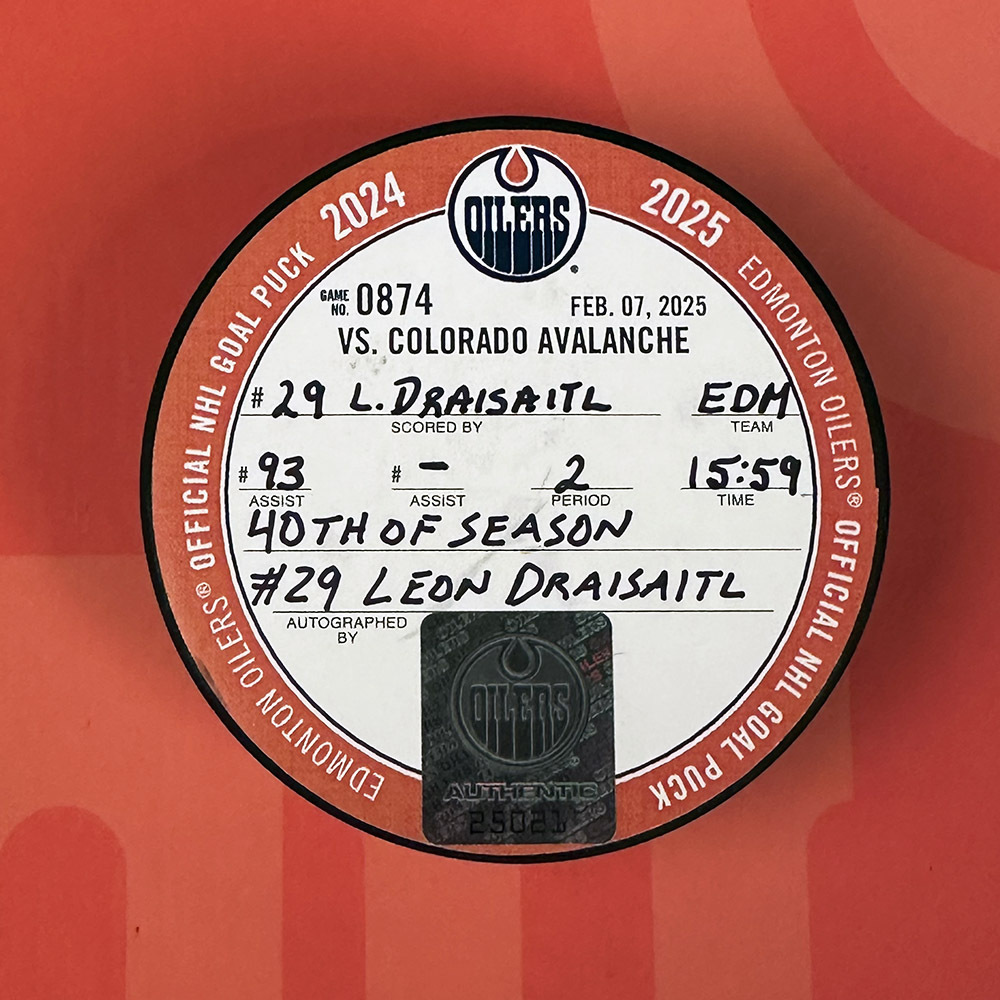 2024 2025
OFFICIAL NHL GOAL PUCK
EDMONTON OILERS®
EDMONTON OILERS®
OFFICIAL NHL GOAL PUCK
OILERS
GAME NO. 0874 FEB. 07, 2025
VS. COLORADO AVALANCHE
#29 L. DRAISAITL EDM
SCORED BY TEAM
#93 #- 2 15:59
ASSIST ASSIST PERIOD TIME
40TH OF SEASON
#29 LEON DRAISAITL
AUTOGRAPHED
BY
OILERS
AUTHENTIC
25021